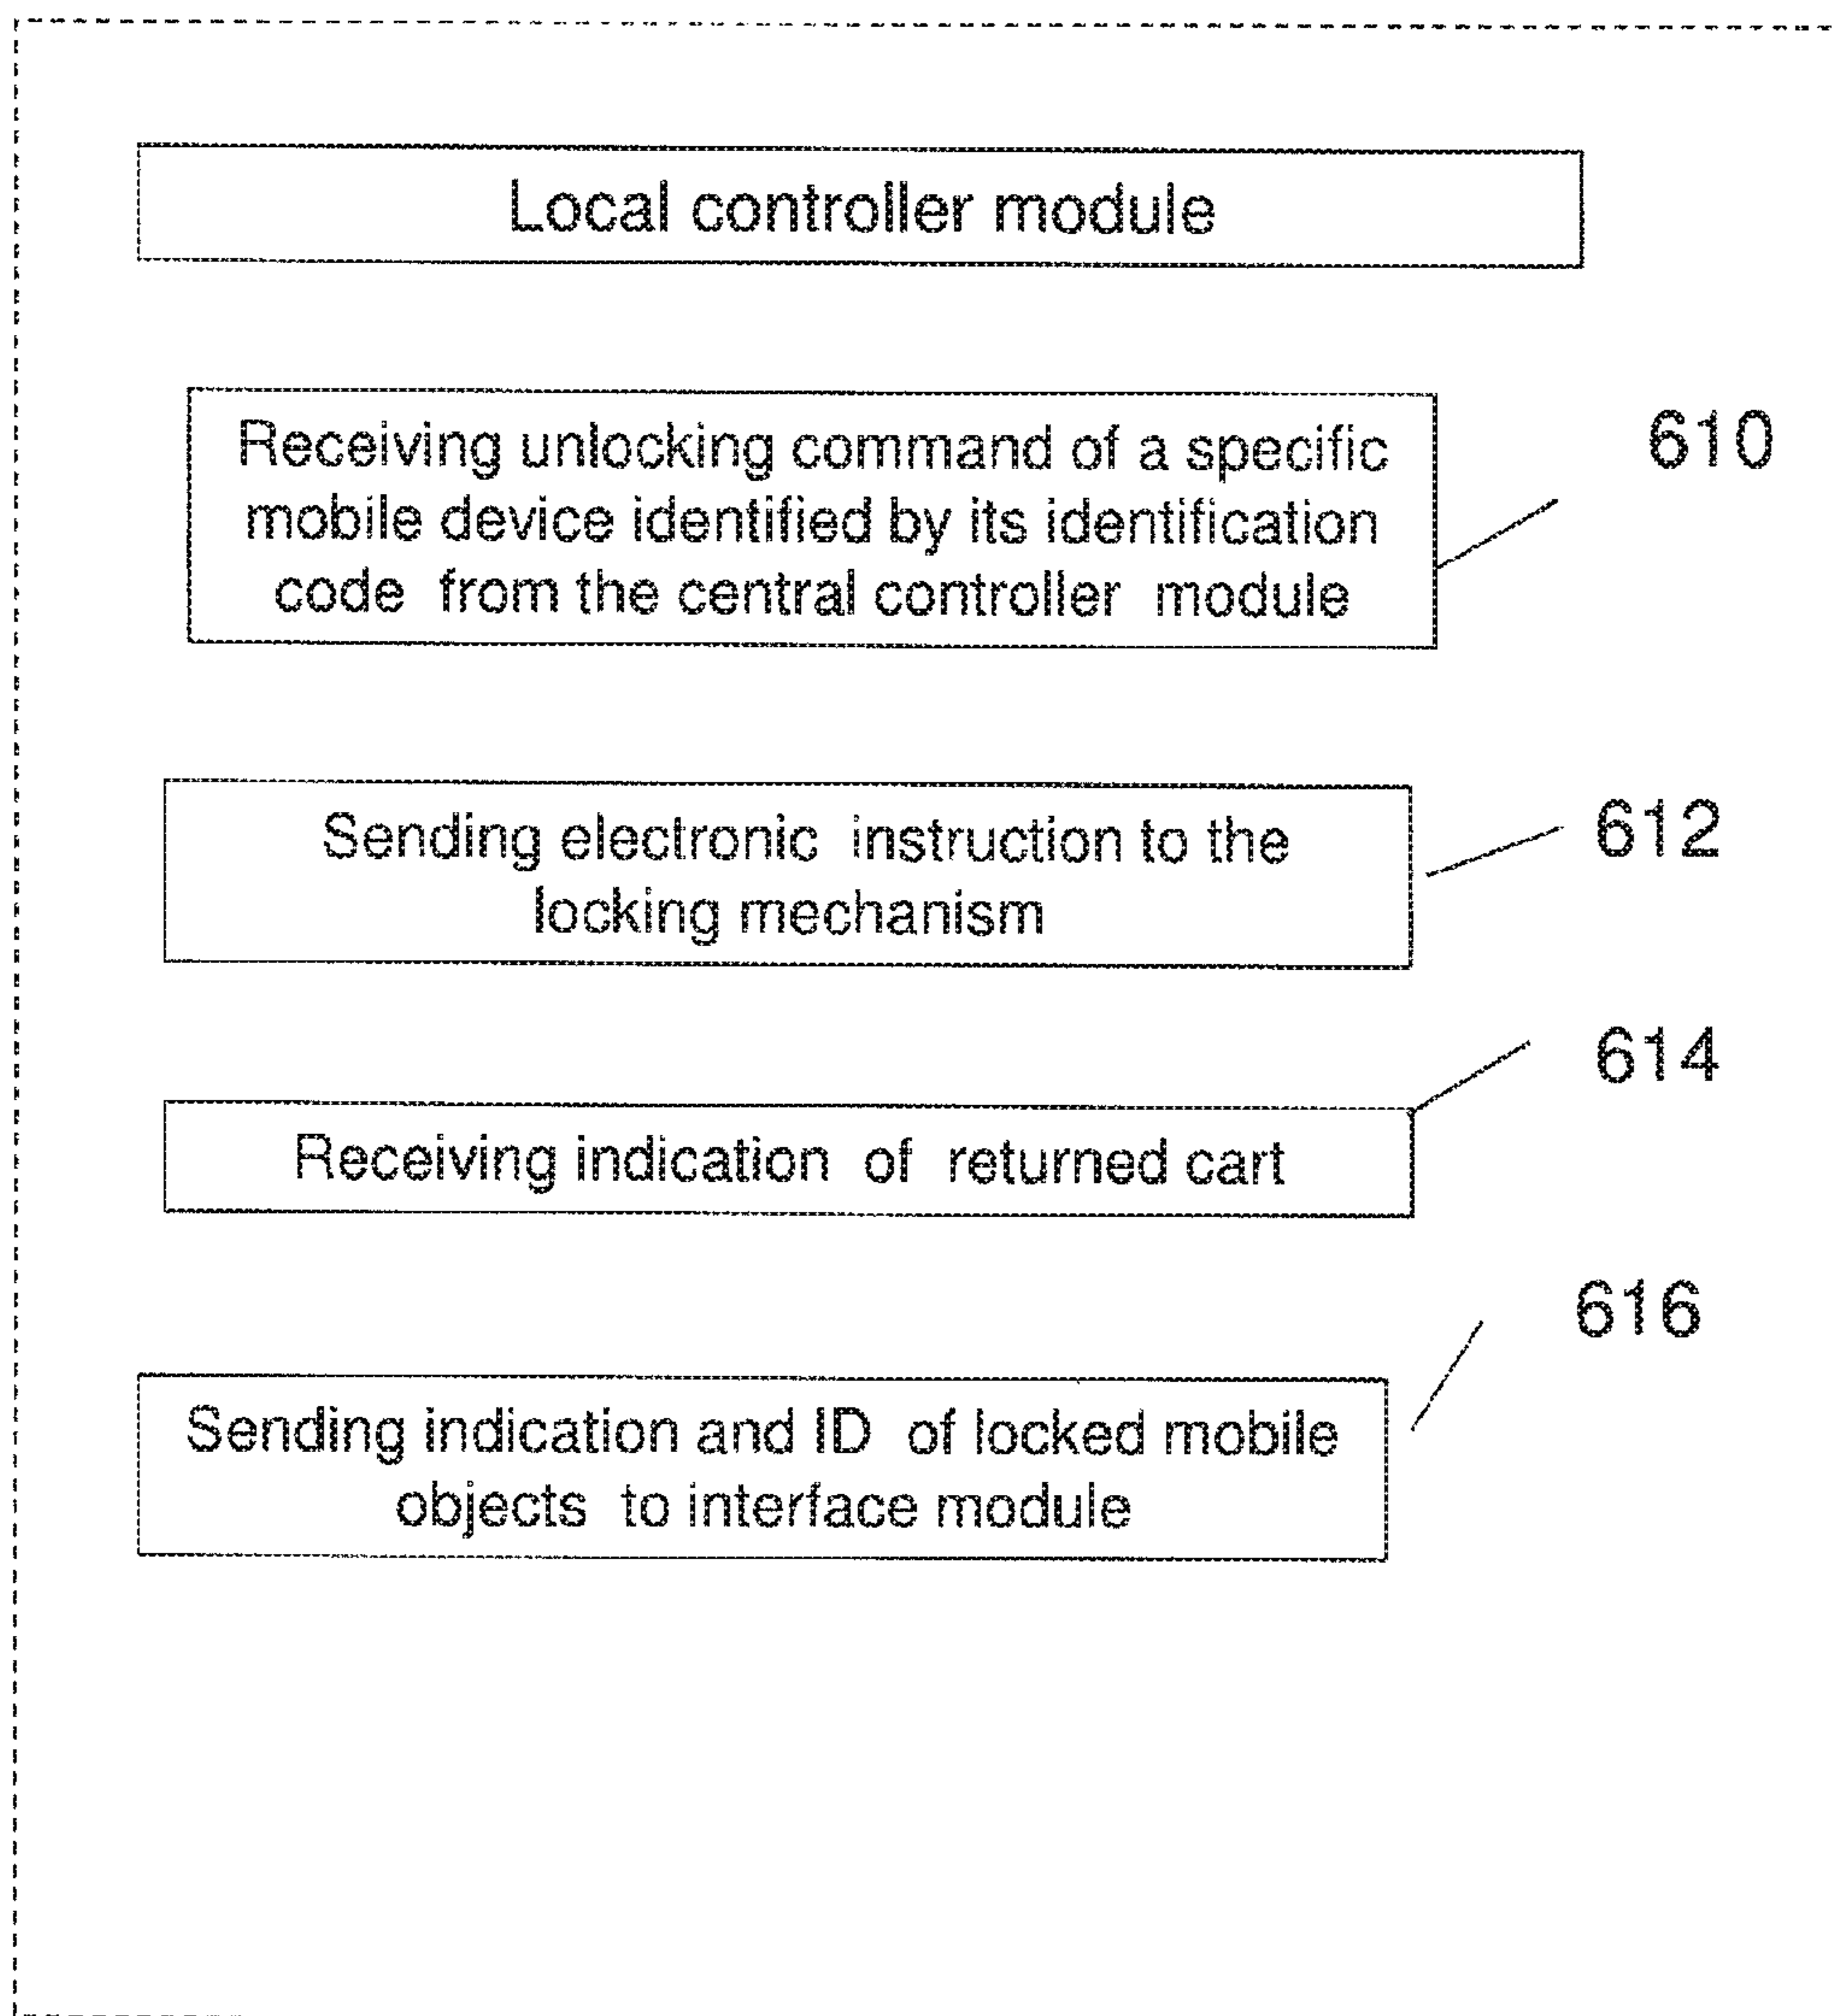 Local controller module
Receiving unlocking command of a specific
mobile device identified by its identification
code from the central controller module
610
Sending electronic instruction to the
locking mechanism
612
614
Receiving indication of returned cart
616
Sending indication and ID of locked mobile
objects to interface module